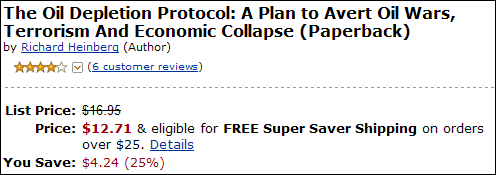 The Oil Depletion Protocol: A Plan to Avert Oil Wars,
Terrorism And Economic Collapse (Paperback)
by Richard Heinberg (Author)
(6 customer reviews)
List Price: $16.95
Price: $12.71 & eligible for FREE Super Saver Shipping on orders
over $25. Details
You Save: $4.24 (25%)